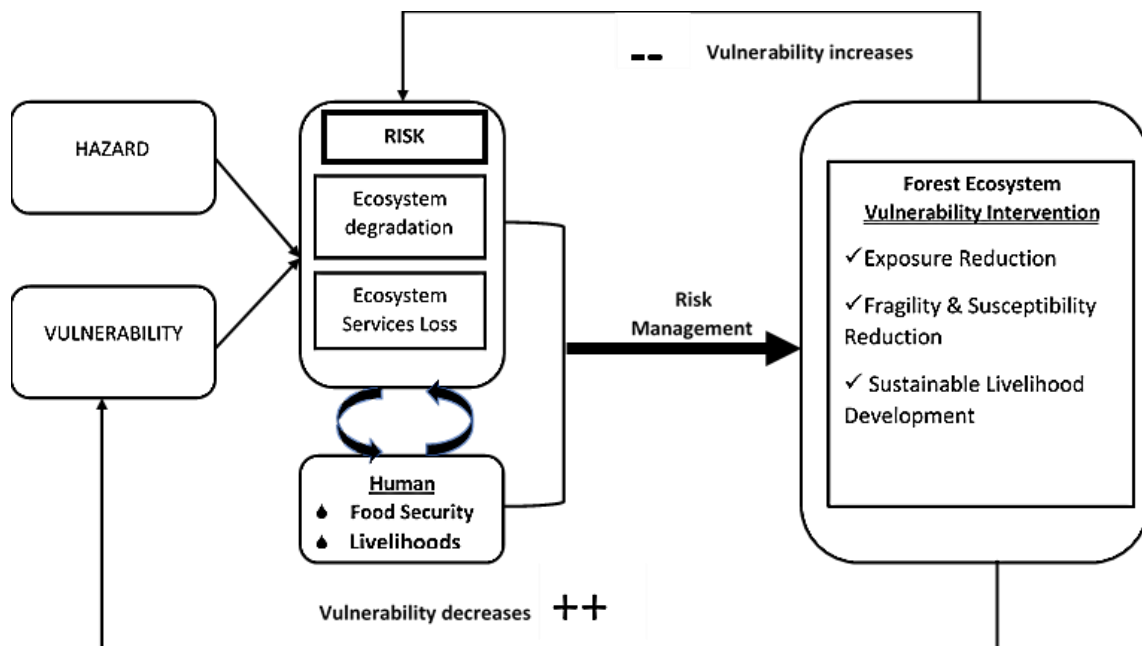 -- Vulnerability increases
HAZARD
VULNERABILITY
RISK
Ecosystem
degradation
Ecosystem
Services Loss
Human
Food Security
Livelihoods
Risk
Management
Forest Ecosystem
Vulnerability Intervention
✓Exposure Reduction
✓Fragility & Susceptibility
Reduction
✓ Sustainable Livelihood
Development
Vulnerability decreases ++